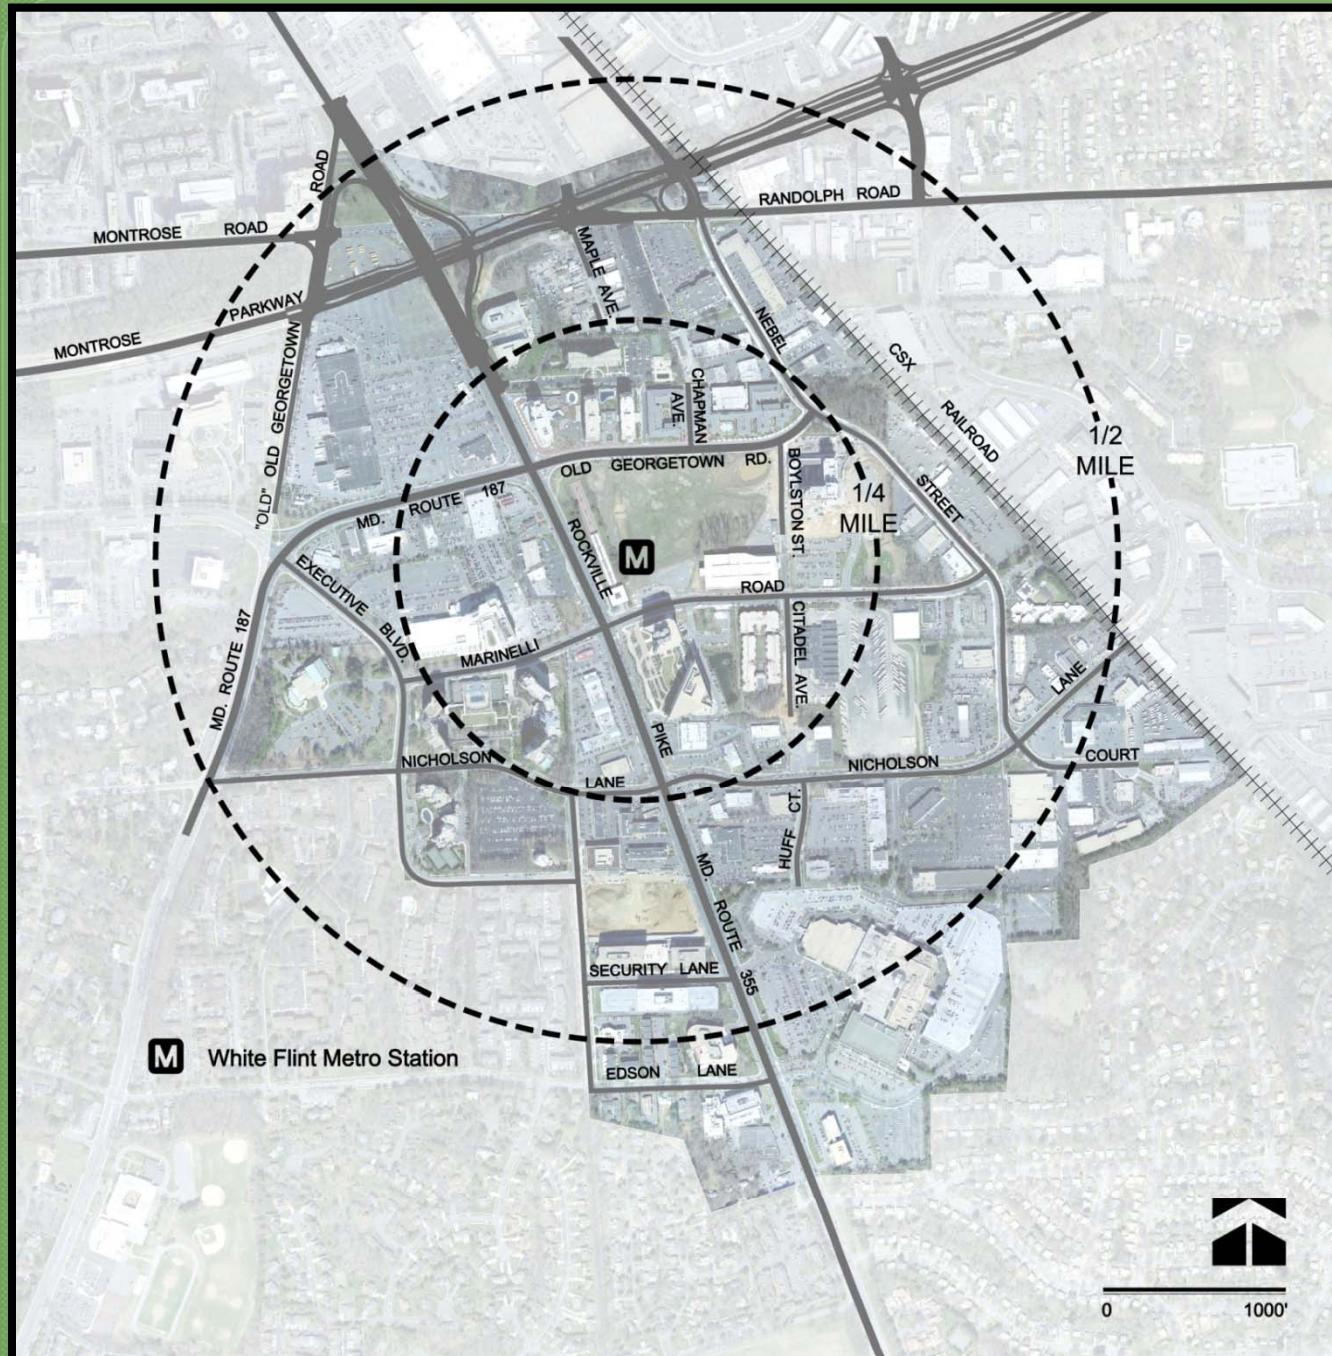 ROAD
RANDOLPH ROAD
MONTROSE ROAD
MAPLE AVE.
PARKWAY
MONTROSE
NEBEL
CSX
"OLD" OLD GEORGETOWN
CHAPMAN
AVE.
RAILROAD
1/2
MILE
OLD GEORGETOWN RD.
BOYLSTON ST.
1/4
MILE
STREET
MD. ROUTE 187
ROCKVILLE
M
EXECUTIVE
BLVD.
ROAD
CITADEL AVE.
MARINELLI
MD. ROUTE 187
LANE
PIKE
NICHOLSON
LANE
NICHOLSON
COURT
HUFF CT.
MD. ROUTE 355
SECURITY LANE
M White Flint Metro Station
EDSON LANE
0 1000'